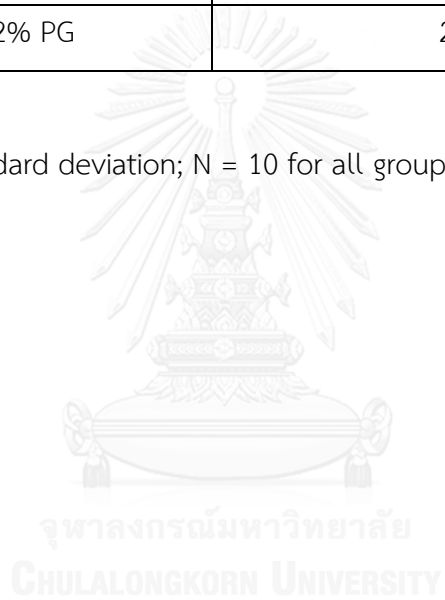 2% PG 2
dard deviation; N = 10 for all group
จุฬาลงกรณ์มหาวิทยาลัย
CHULALONGKORN UNIVERSITY